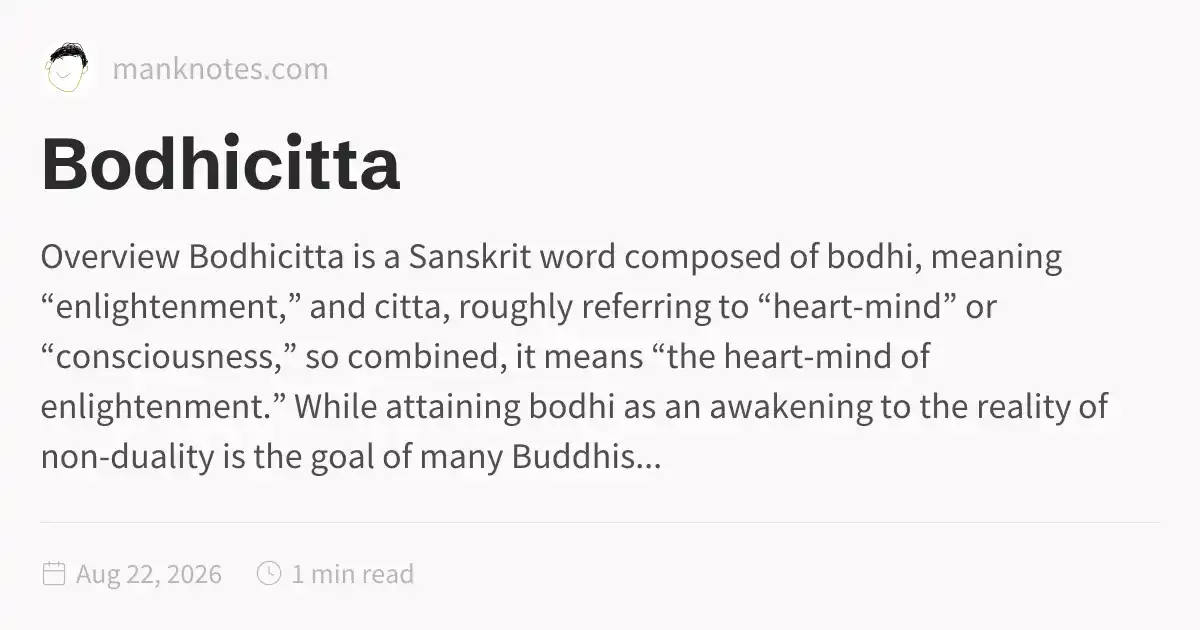 manknotes.com
Bodhicitta
Overview Bodhicitta is a Sanskrit word composed of bodhi, meaning
“enlightenment,” and citta, roughly referring to “heart-mind” or
“consciousness,” so combined, it means “the heart-mind of
enlightenment.” While attaining bodhi as an awakening to the reality of
non-duality is the goal of many Buddhis...
Aug 22, 2026 1 min read